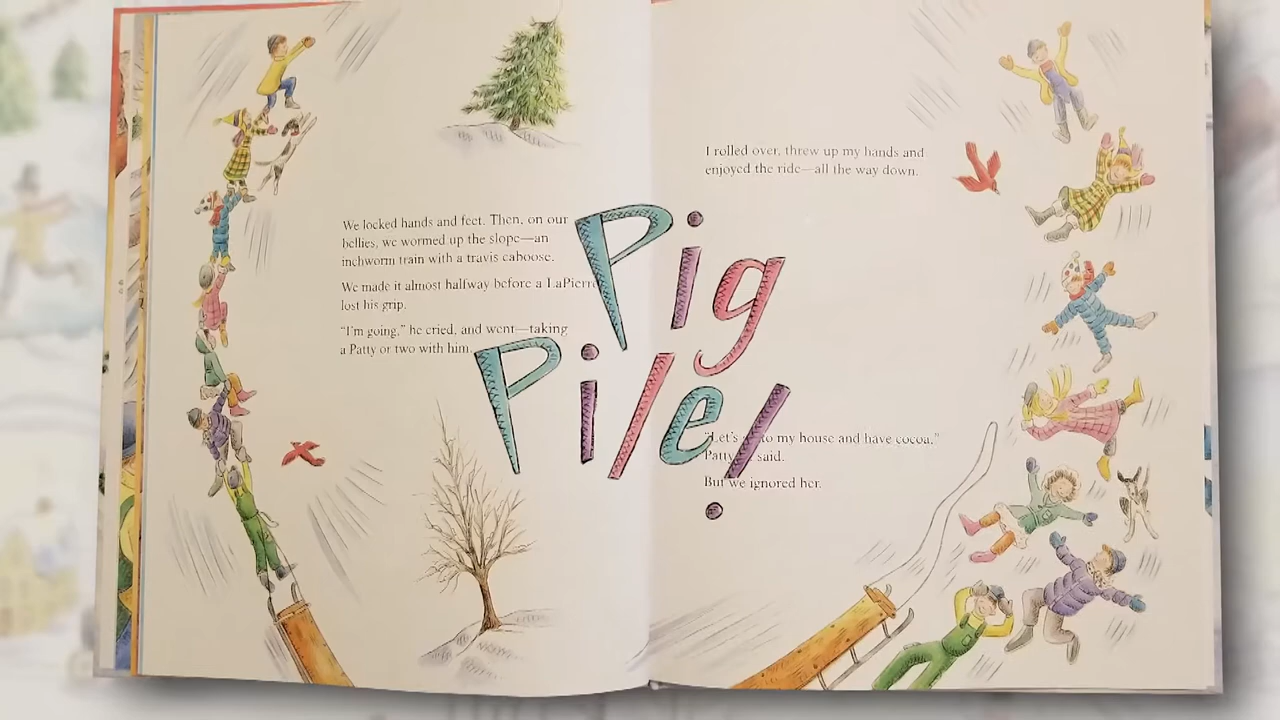 We locked hands and feet. Then, on our
bellies, we wormed up the slope—an
inchworm train with a travis caboose.
We made it almost halfway before a LaPierre
lost his grip.
"I'm going," he cried, and went—taking
a Patty or two with him.
Pig
Pile!
I rolled over, threw up my hands and
enjoyed the ride—all the way down.
"Let's to my house and have cocoa,"
Patty said.
But we ignored her.